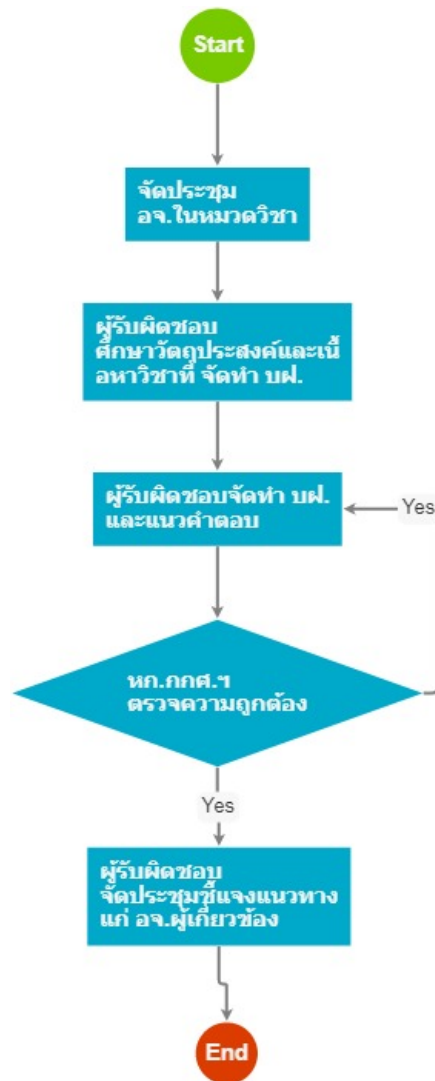 Start
จัดประชุม
อจ.ในหมวดวิชา
ผู้รับผิดชอบ
ศึกษาวัตถุประสงค์และเนื้
อหาวิชาที่ จัดทำ บฝ.
ผู้รับผิดชอบจัดทำ บฝ.
และแนวคำตอบ
Yes
หก.กกศ.ฯ
ตรวจความถูกต้อง
Yes
ผู้รับผิดชอบ
จัดประชุมชี้แจงแนวทาง
แก่ อจ.ผู้เกี่ยวข้อง
End